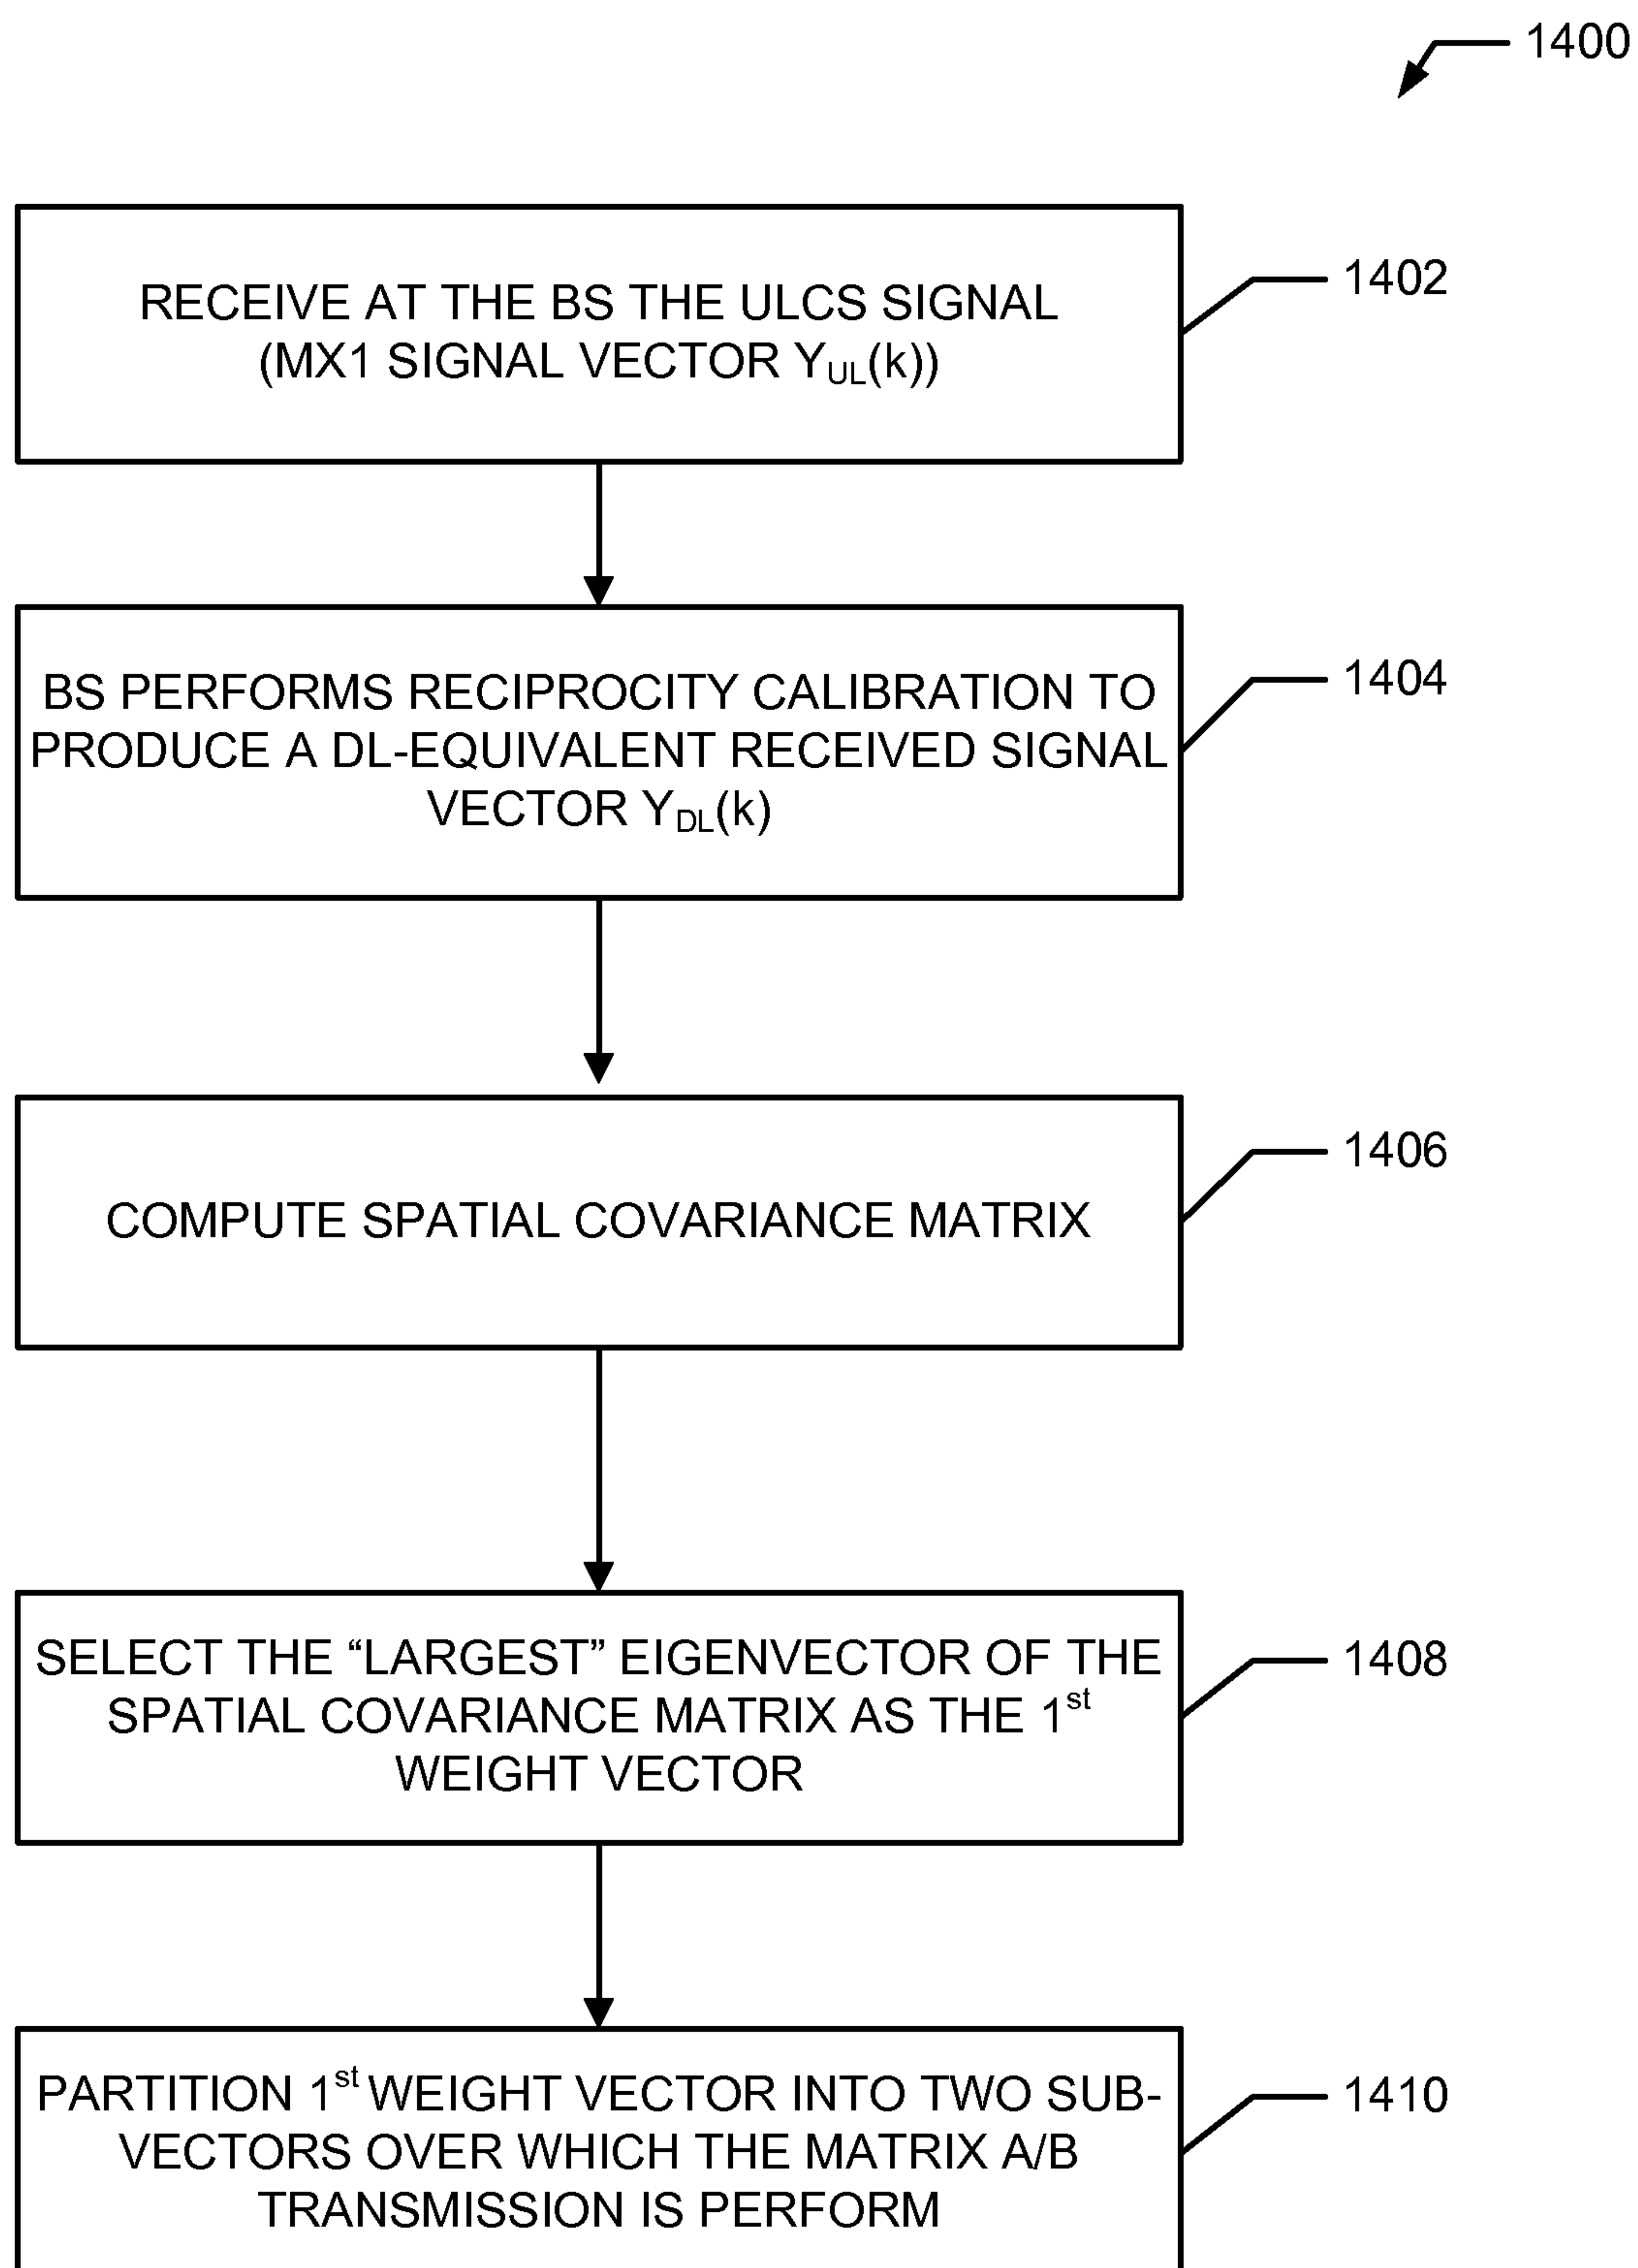 1400
RECEIVE AT THE BS THE ULCS SIGNAL
(MX1 SIGNAL VECTOR Y_UL(k))
1402
BS PERFORMS RECIPROCITY CALIBRATION TO
PRODUCE A DL-EQUIVALENT RECEIVED SIGNAL
VECTOR Y_DL(k)
1404
COMPUTE SPATIAL COVARIANCE MATRIX
1406
SELECT THE “LARGEST” EIGENVECTOR OF THE
SPATIAL COVARIANCE MATRIX AS THE 1st
WEIGHT VECTOR
1408
PARTITION 1st WEIGHT VECTOR INTO TWO SUB-
VECTORS OVER WHICH THE MATRIX A/B
TRANSMISSION IS PERFORM
1410